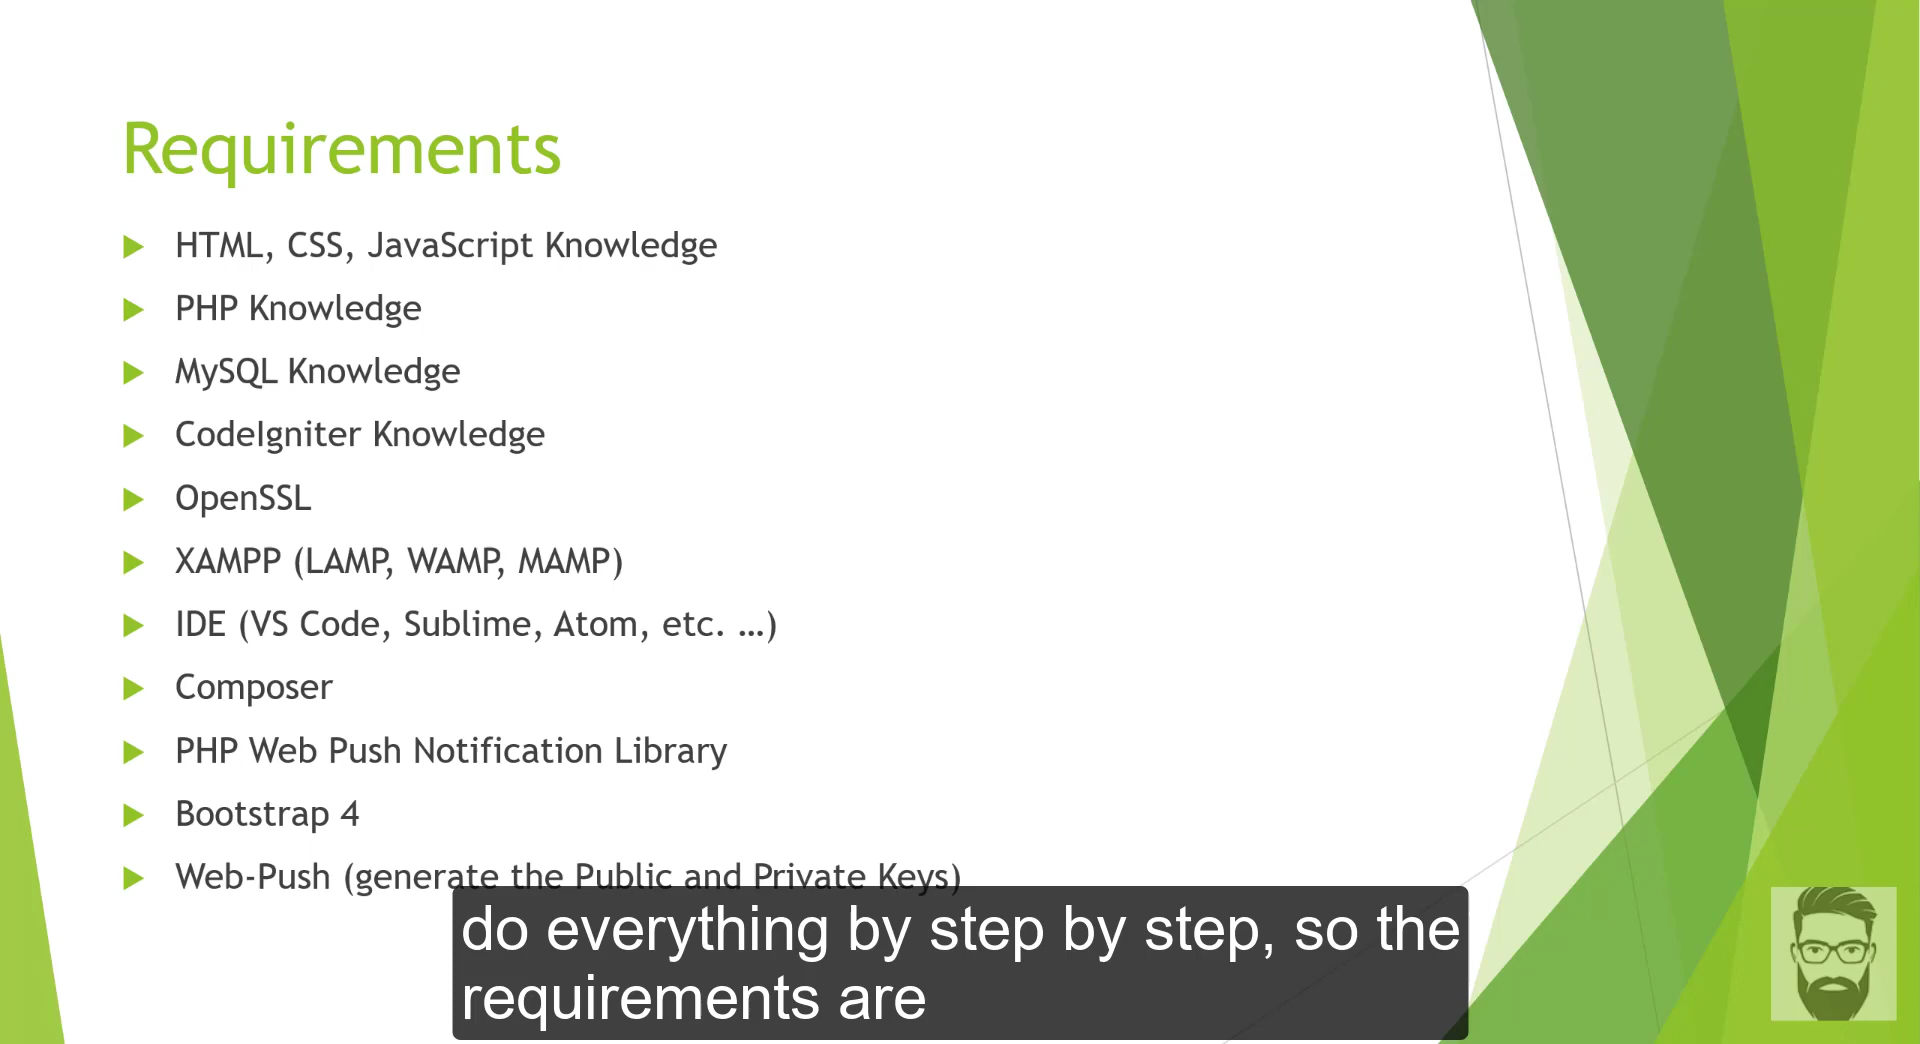 Requirements
HTML, CSS, JavaScript Knowledge
PHP Knowledge
MySQL Knowledge
CodeIgniter Knowledge
OpenSSL
XAMPP (LAMP, WAMP, MAMP)
IDE (VS Code, Sublime, Atom, etc. …)
Composer
PHP Web Push Notification Library
Bootstrap 4
Web-Push (generate the Public and Private Keys)
do everything by step by step, so the
requirements are